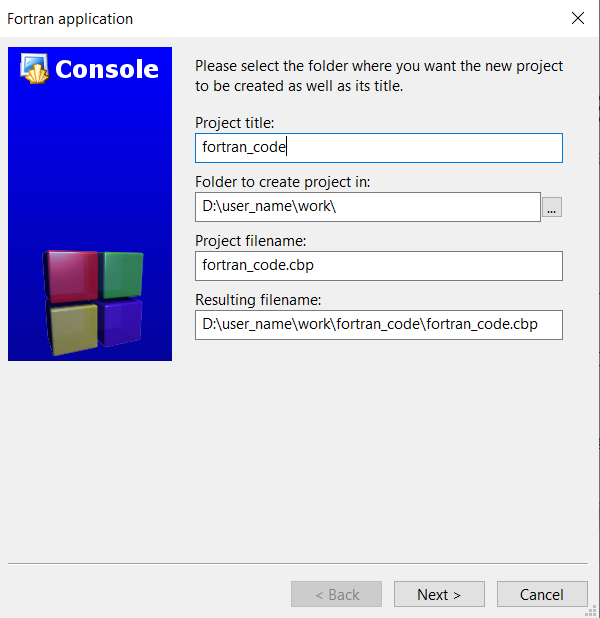 Fortran application
Console
Please select the folder where you want the new project
to be created as well as its title.
Project title:
fortran_code
Folder to create project in:
D:\user_name\work\
...
Project filename:
fortran_code.cbp
Resulting filename:
D:\user_name\work\fortran_code\fortran_code.cbp
< Back
Next >
Cancel